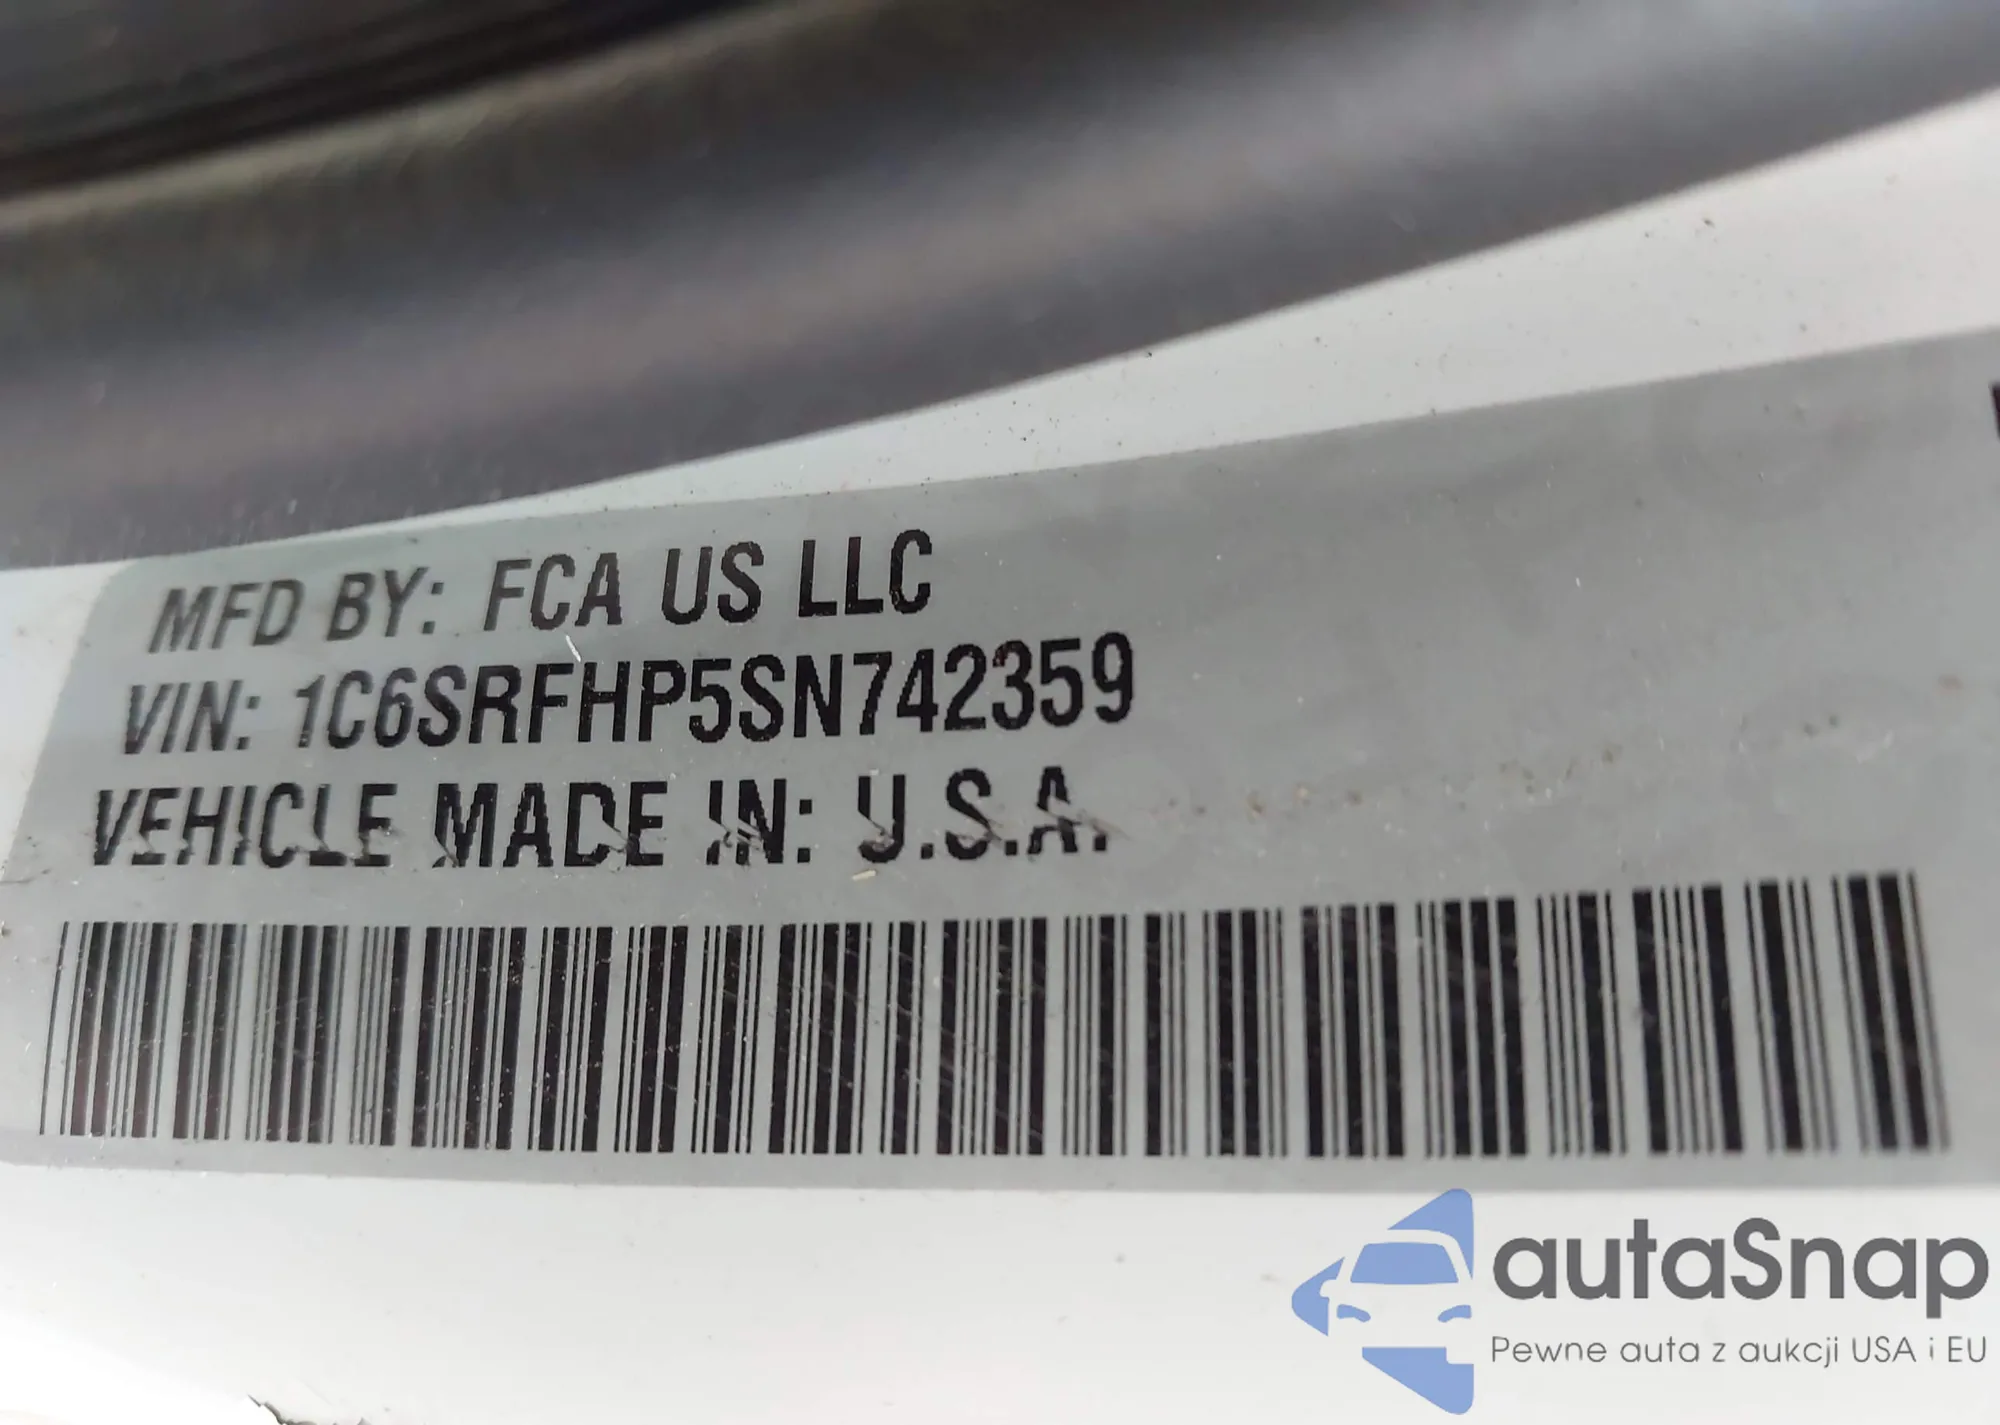 MFD BY: FCA US LLC
VIN: 1C6SRFHP5SN742359
VEHICLE MADE IN: U.S.A.
autaSnap
Pewne auta z aukcji USA i EU